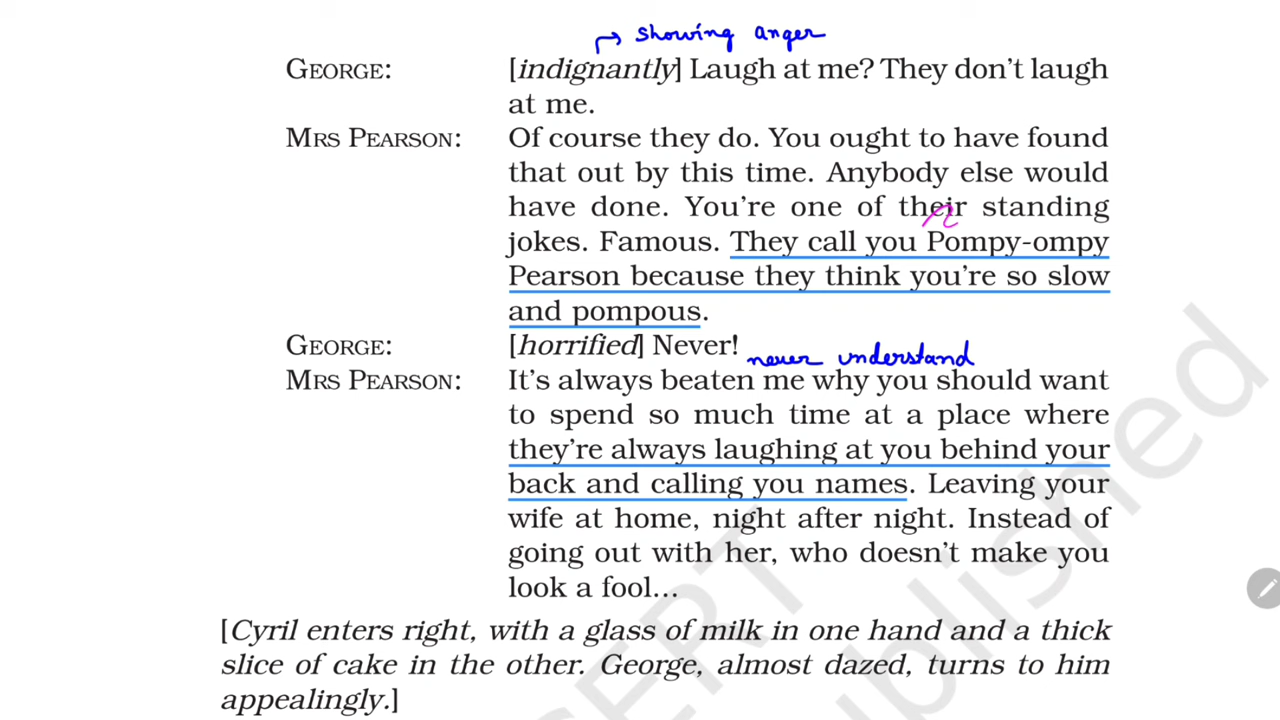 showing anger
GEORGE: [indignantly] Laugh at me? They don't laugh
at me.
MRS PEARSON: Of course they do. You ought to have found
that out by this time. Anybody else would
have done. You're one of their standing
jokes. Famous. They call you Pompy-ompy
Pearson because they think you're so slow
and pompous.
GEORGE: [horrified] Never!
never understand
MRS PEARSON: It's always beaten me why you should want
to spend so much time at a place where
they're always laughing at you behind your
back and calling you names. Leaving your
wife at home, night after night. Instead of
going out with her, who doesn't make you
look a fool...
[Cyril enters right, with a glass of milk in one hand and a thick
slice of cake in the other. George, almost dazed, turns to him
appealingly.]